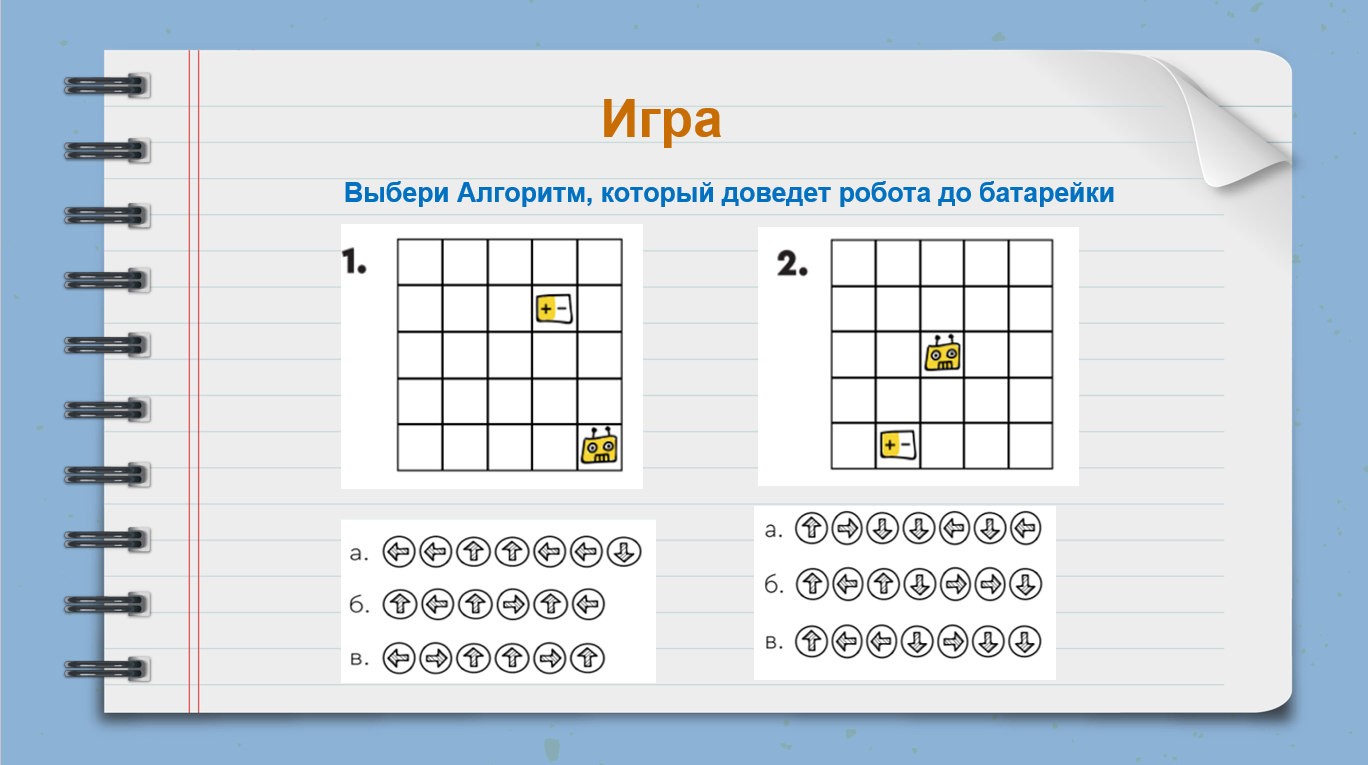 Игра
Выбери Алгоритм, который доведет робота до батарейки
1.
+ −
2.
+ −
а.
б.
в.
а.
б.
в.